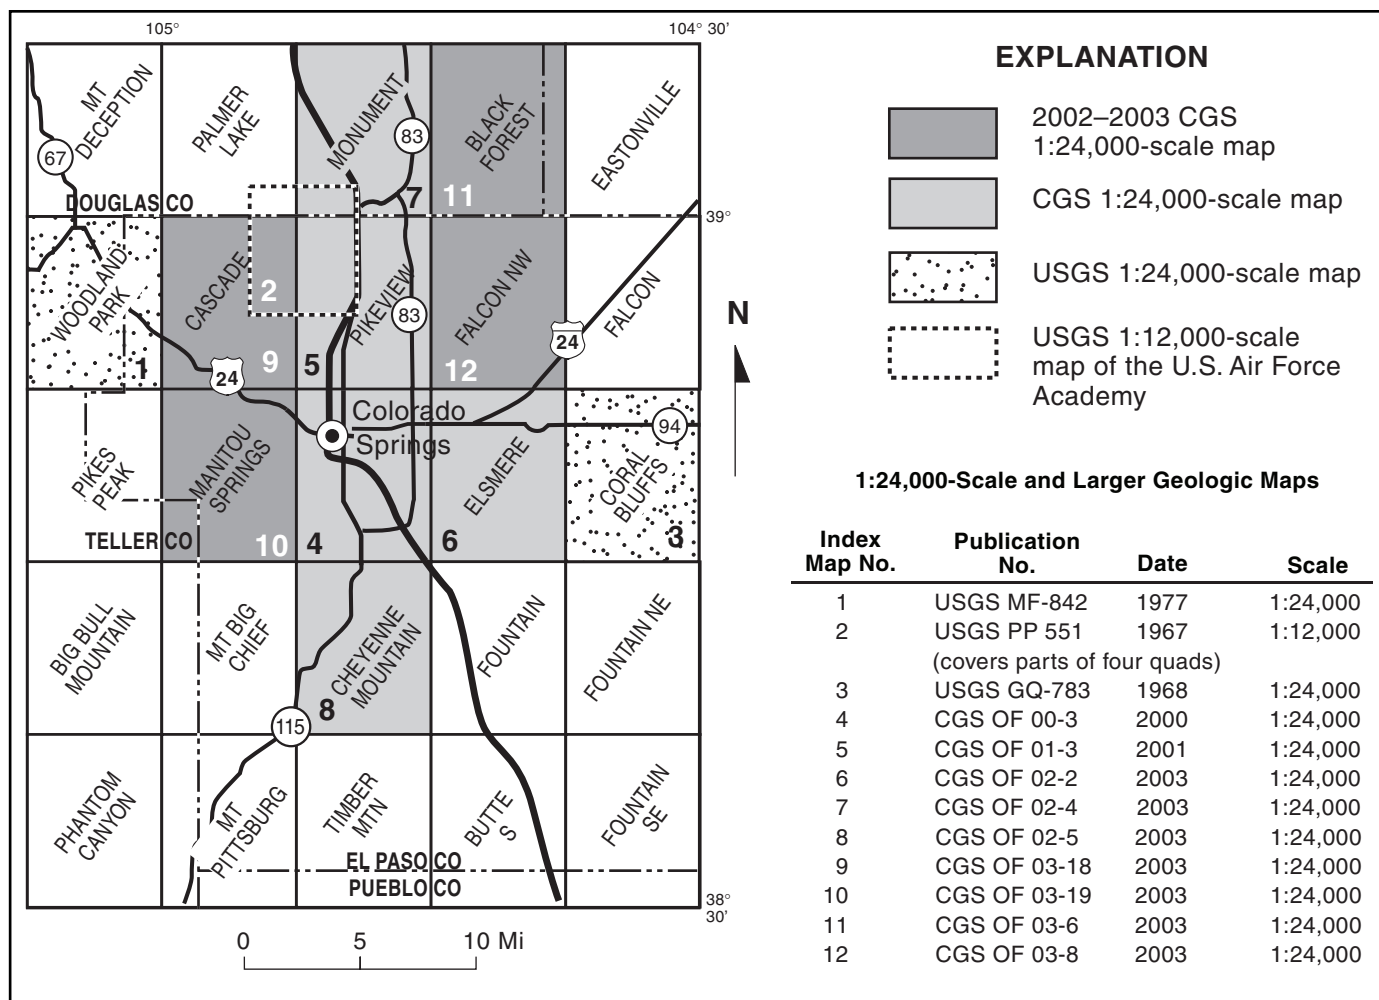 105°
104° 30'
MT
DECEPTION
PALMER
LAKE
MONUMENT
BLACK
FOREST
EASTONVILLE
67
83
7
11
DOUGLAS CO
39°
WOODLAND
PARK
CASCADE
2
PIKEVIEW
83
FALCON NW
FALCON
24
1
24
9
5
12
Colorado
Springs
94
PIKES
PEAK
MANITOU
SPRINGS
ELSMERE
CORAL
BLUFFS
TELLER CO
10
4
6
3
BIG BULL
MOUNTAIN
MT BIG
CHIEF
CHEYENNE
MOUNTAIN
FOUNTAIN
FOUNTAIN NE
8
115
PHANTOM
CANYON
MT
PITTSBURG
TIMBER
MTN
BUTTE
S
FOUNTAIN
SE
EL PASO CO
PUEBLO CO
38°
30'
0 5 10 Mi
N
EXPLANATION
2002–2003 CGS
1:24,000-scale map
CGS 1:24,000-scale map
USGS 1:24,000-scale map
USGS 1:12,000-scale
map of the U.S. Air Force
Academy
1:24,000-Scale and Larger Geologic Maps
Index Publication
Map No. No. Date Scale
1 USGS MF-842 1977 1:24,000
2 USGS PP 551 1967 1:12,000
(covers parts of four quads)
3 USGS GQ-783 1968 1:24,000
4 CGS OF 00-3 2000 1:24,000
5 CGS OF 01-3 2001 1:24,000
6 CGS OF 02-2 2003 1:24,000
7 CGS OF 02-4 2003 1:24,000
8 CGS OF 02-5 2003 1:24,000
9 CGS OF 03-18 2003 1:24,000
10 CGS OF 03-19 2003 1:24,000
11 CGS OF 03-6 2003 1:24,000
12 CGS OF 03-8 2003 1:24,000